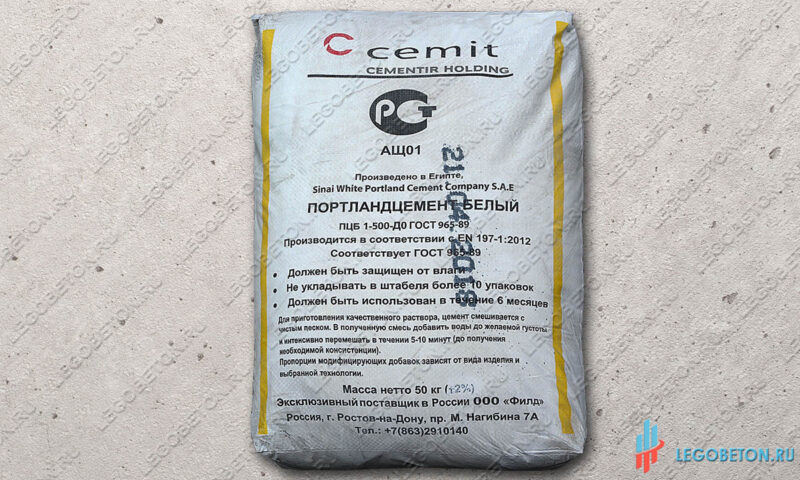 cemit
CEMENTIR HOLDING
РСТ
АЩ01
Произведено в Египте,
Sinai White Portland Cement Company S.A.E
ПОРТЛАНДЦЕМЕНТ БЕЛЫЙ
ПЦБ 1-500-Д0 ГОСТ 965-89
Производится в соответствии с EN 197-1:2012
Соответствует ГОСТ 965-89
• Должен быть защищен от влаги
• Не укладывать в штабеля более 10 упаковок
• Должен быть использован в течение 6 месяцев
Для приготовления качественного раствора, цемент смешивается с
чистым песком. В полученную смесь добавить воды до желаемой густоты
и интенсивно перемешать в течении 5-10 минут (до получения
необходимой консистенции).
Пропорции модифицирующих добавок зависят от вида изделия и
выбранной технологии.
Масса нетто 50 кг (±2%)
Эксклюзивный поставщик в России ООО «Филд»
Россия, г. Ростов-на-Дону, пр. М. Нагибина 7А
Тел.: +7(863)2910140
21-04-2018
LEGOBETON.RU